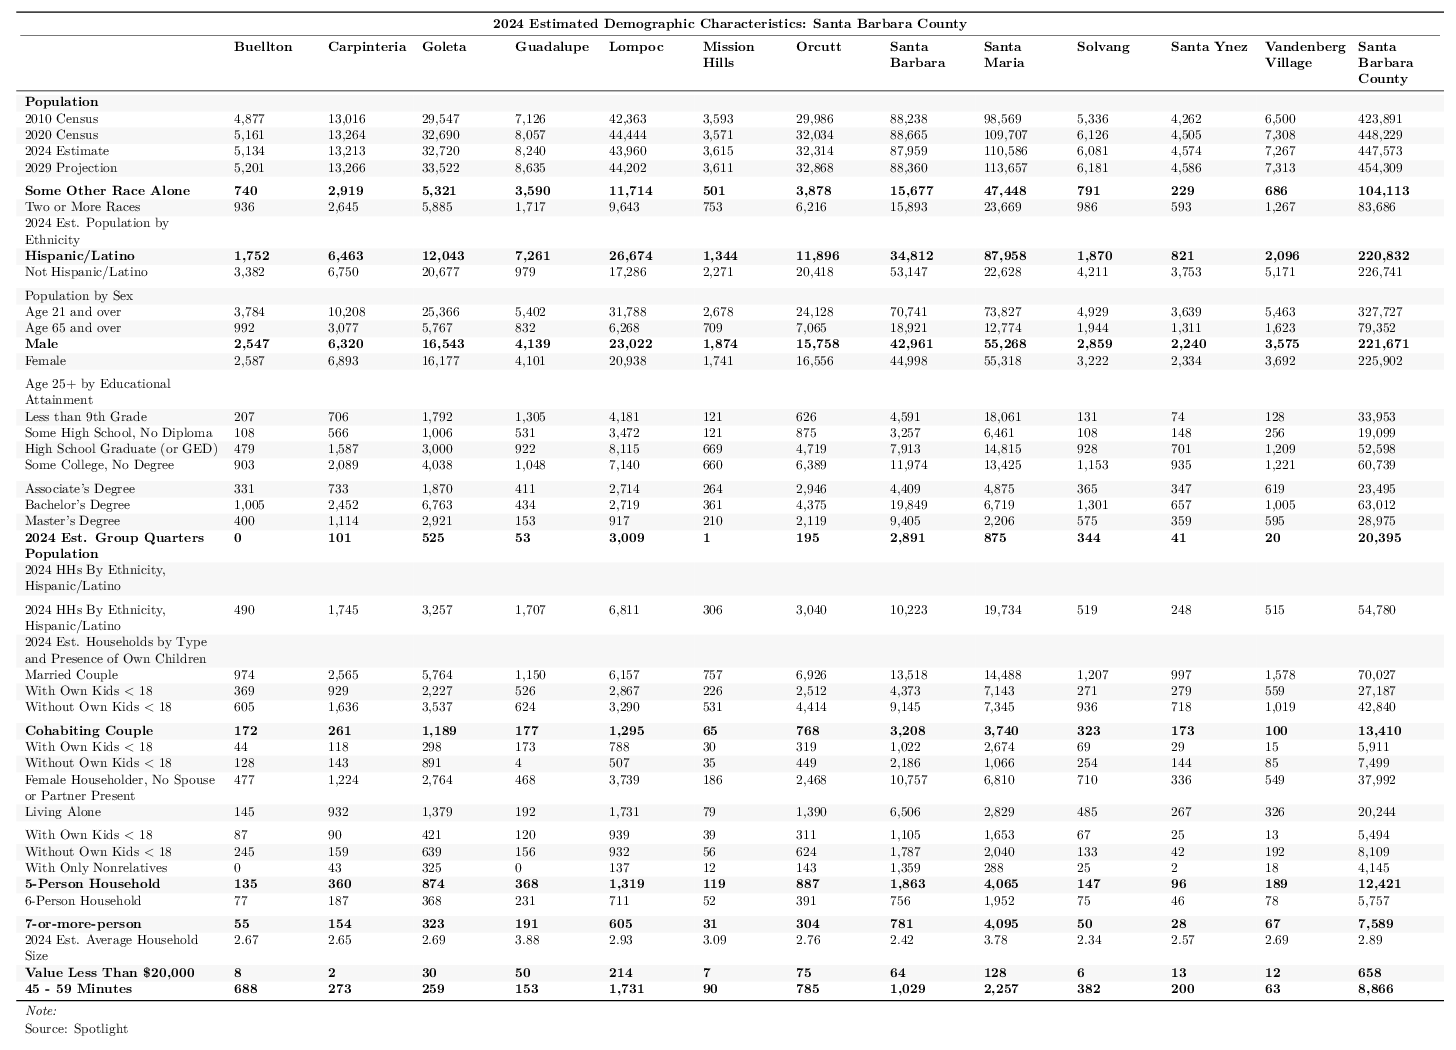 2024 Estimated Demographic Characteristics: Santa Barbara County
Buellton Carpinteria Goleta Guadalupe Lompoc Mission Hills Orcutt Santa Barbara Santa Maria Solvang Santa Ynez Vandenberg Village Santa Barbara County
Population
2010 Census 4,877 13,016 29,547 7,126 42,363 3,593 29,986 88,238 98,569 5,336 4,262 6,500 423,891
2020 Census 5,161 13,264 32,690 8,057 44,444 3,571 32,034 88,665 109,707 6,126 4,505 7,308 448,229
2024 Estimate 5,134 13,213 32,720 8,240 43,960 3,615 32,314 87,959 110,586 6,081 4,574 7,267 447,573
2029 Projection 5,201 13,266 33,522 8,635 44,202 3,611 32,868 88,360 113,657 6,181 4,586 7,313 454,309
Some Other Race Alone 740 2,919 5,321 3,590 11,714 501 3,878 15,677 47,448 791 229 686 104,113
Two or More Races 936 2,645 5,885 1,717 9,643 753 6,216 15,893 23,669 986 593 1,267 83,686
2024 Est. Population by
Ethnicity
Hispanic/Latino 1,752 6,463 12,043 7,261 26,674 1,344 11,896 34,812 87,958 1,870 821 2,096 220,832
Not Hispanic/Latino 3,382 6,750 20,677 979 17,286 2,271 20,418 53,147 22,628 4,211 3,753 5,171 226,741
Population by Sex
Age 21 and over 3,784 10,208 25,366 5,402 31,788 2,678 24,128 70,741 73,827 4,929 3,639 5,463 327,727
Age 65 and over 992 3,077 5,767 832 6,268 709 7,065 18,921 12,774 1,944 1,311 1,623 79,352
Male 2,547 6,320 16,543 4,139 23,022 1,874 15,758 42,961 55,268 2,859 2,240 3,575 221,671
Female 2,587 6,893 16,177 4,101 20,938 1,741 16,556 44,998 55,318 3,222 2,334 3,692 225,902
Age 25+ by Educational
Attainment
Less than 9th Grade 207 706 1,792 1,305 4,181 121 626 4,591 18,061 131 74 128 33,953
Some High School, No Diploma 108 566 1,006 531 3,472 121 875 3,257 6,461 108 148 256 19,099
High School Graduate (or GED) 479 1,587 3,000 922 8,115 669 4,719 7,913 14,815 928 701 1,209 52,598
Some College, No Degree 903 2,089 4,038 1,048 7,140 660 6,389 11,974 13,425 1,153 935 1,221 60,739
Associate's Degree 331 733 1,870 411 2,714 264 2,946 4,409 4,875 365 347 619 23,495
Bachelor's Degree 1,005 2,452 6,763 434 2,719 361 4,375 19,849 6,719 1,301 657 1,005 63,012
Master's Degree 400 1,114 2,921 153 917 210 2,119 9,405 2,206 575 359 595 28,975
2024 Est. Group Quarters 0 101 525 53 3,009 1 195 2,891 875 344 41 20 20,395
Population
2024 HHs By Ethnicity,
Hispanic/Latino
2024 HHs By Ethnicity, 490 1,745 3,257 1,707 6,811 306 3,040 10,223 19,734 519 248 515 54,780
Hispanic/Latino
2024 Est. Households by Type
and Presence of Own Children
Married Couple 974 2,565 5,764 1,150 6,157 757 6,926 13,518 14,488 1,207 997 1,578 70,027
With Own Kids < 18 369 929 2,227 526 2,867 226 2,512 4,373 7,143 271 279 559 27,187
Without Own Kids < 18 605 1,636 3,537 624 3,290 531 4,414 9,145 7,345 936 718 1,019 42,840
Cohabiting Couple 172 261 1,189 177 1,295 65 768 3,208 3,740 323 173 100 13,410
With Own Kids < 18 44 118 298 173 788 30 319 1,022 2,674 69 29 15 5,911
Without Own Kids < 18 128 143 891 4 507 35 449 2,186 1,066 254 144 85 7,499
Female Householder, No Spouse 477 1,224 2,764 468 3,739 186 2,468 10,757 6,810 710 336 549 37,992
or Partner Present
Living Alone 145 932 1,379 192 1,731 79 1,390 6,506 2,829 485 267 326 20,244
With Own Kids < 18 87 90 421 120 939 39 311 1,105 1,653 67 25 13 5,494
Without Own Kids < 18 245 159 639 156 932 56 624 1,787 2,040 133 42 192 8,109
With Only Nonrelatives 0 43 325 0 137 12 143 1,359 288 25 2 18 4,145
5-Person Household 135 360 874 368 1,319 119 887 1,863 4,065 147 96 189 12,421
6-Person Household 77 187 368 231 711 52 391 756 1,952 75 46 78 5,757
7-or-more-person 55 154 323 191 605 31 304 781 4,095 50 28 67 7,589
2024 Est. Average Household 2.67 2.65 2.69 3.88 2.93 3.09 2.76 2.42 3.78 2.34 2.57 2.69 2.89
Size
Value Less Than $20,000 8 2 30 50 214 7 75 64 128 6 13 12 658
45 - 59 Minutes 688 273 259 153 1,731 90 785 1,029 2,257 382 200 63 8,866
Note:
Source: Spotlight